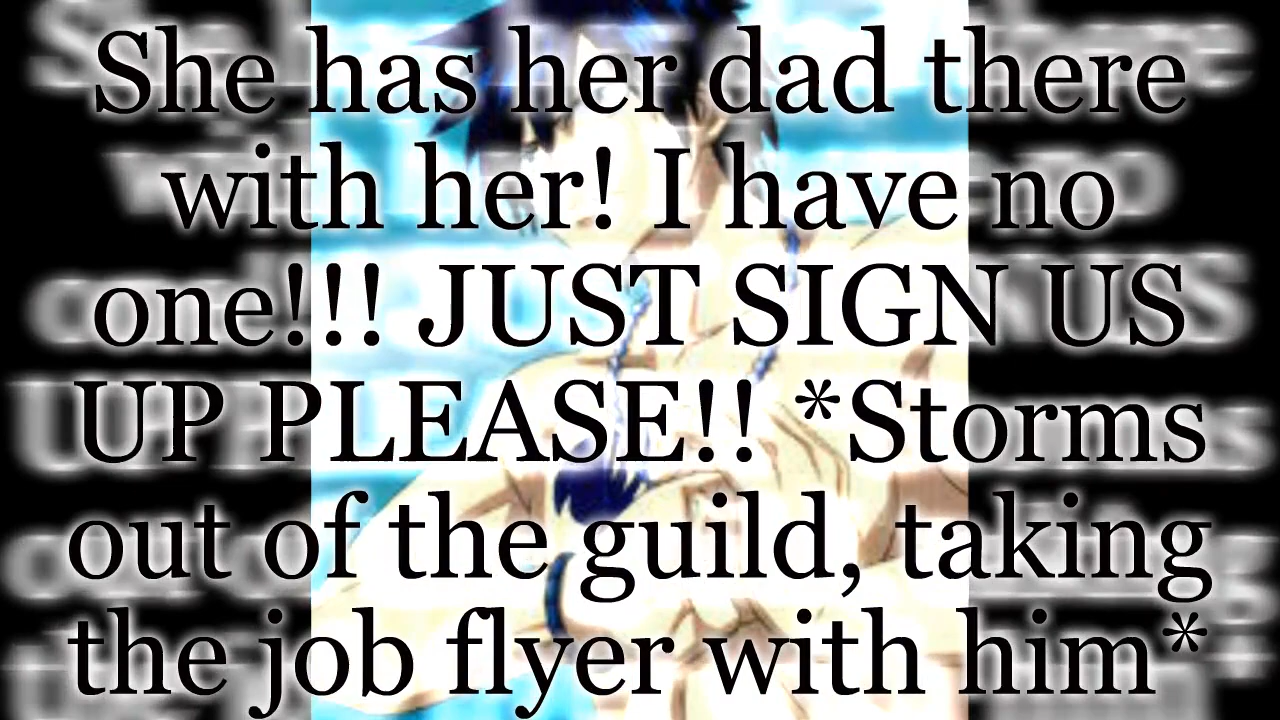 She has her dad there
with her! I have no
one!!! JUST SIGN US
UP PLEASE!! *Storms
out of the guild, taking
the job flyer with him*